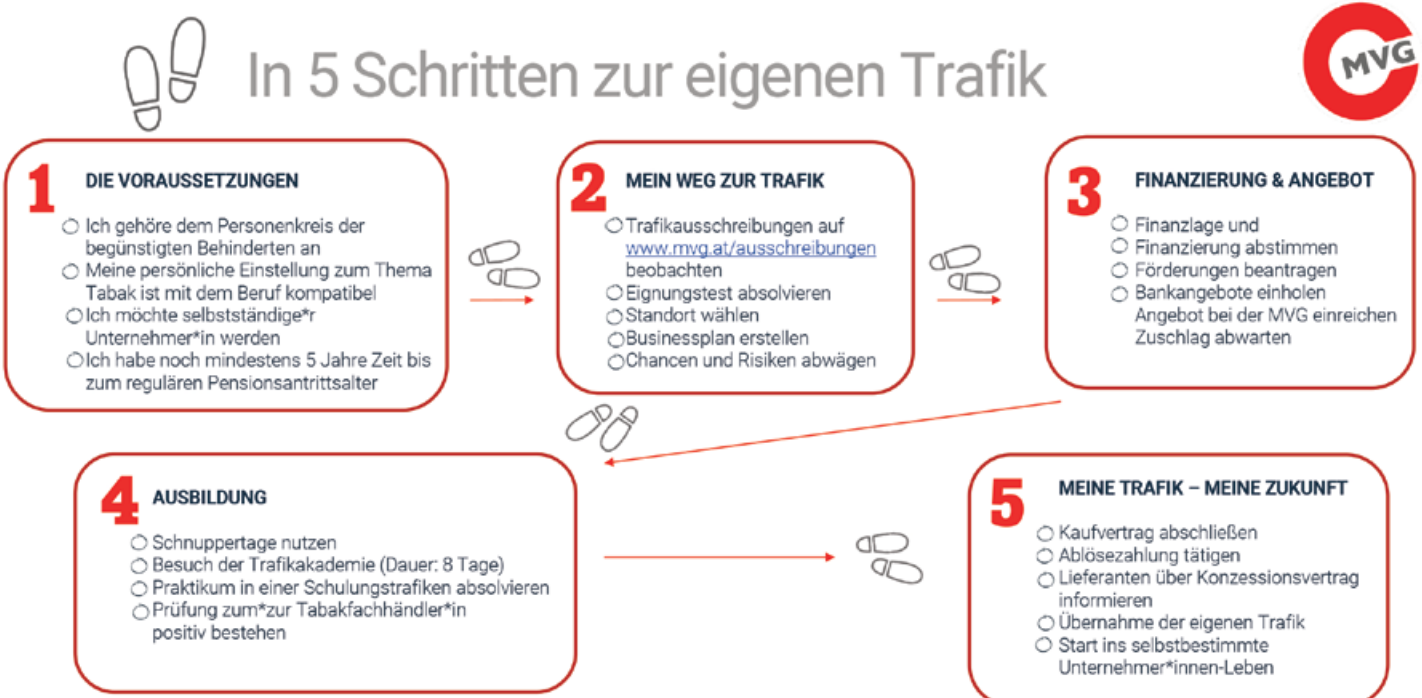 In 5 Schritten zur eigenen Trafik
MVG
1
DIE VORAUSSETZUNGEN
Ich gehöre dem Personenkreis der
begünstigten Behinderten an
Meine persönliche Einstellung zum Thema
Tabak ist mit dem Beruf kompatibel
Ich möchte selbstständige*r
Unternehmer*in werden
Ich habe noch mindestens 5 Jahre Zeit bis
zum regulären Pensionsantrittsalter
2
MEIN WEG ZUR TRAFIK
Trafikausschreibungen auf
www.mvg.at/ausschreibungen
beobachten
Eignungstest absolvieren
Standort wählen
Businessplan erstellen
Chancen und Risiken abwägen
3
FINANZIERUNG & ANGEBOT
Finanzlage und
Finanzierung abstimmen
Förderungen beantragen
Bankangebote einholen
Angebot bei der MVG einreichen
Zuschlag abwarten
4
AUSBILDUNG
Schnuppertage nutzen
Besuch der Trafikakademie (Dauer: 8 Tage)
Praktikum in einer Schulungstrafiken absolvieren
Prüfung zum*zur Tabakfachhändler*in
positiv bestehen
5
MEINE TRAFIK – MEINE ZUKUNFT
Kaufvertrag abschließen
Ablösezahlung tätigen
Lieferanten über Konzessionsvertrag
informieren
Übernahme der eigenen Trafik
Start ins selbstbestimmte
Unternehmer*innen-Leben